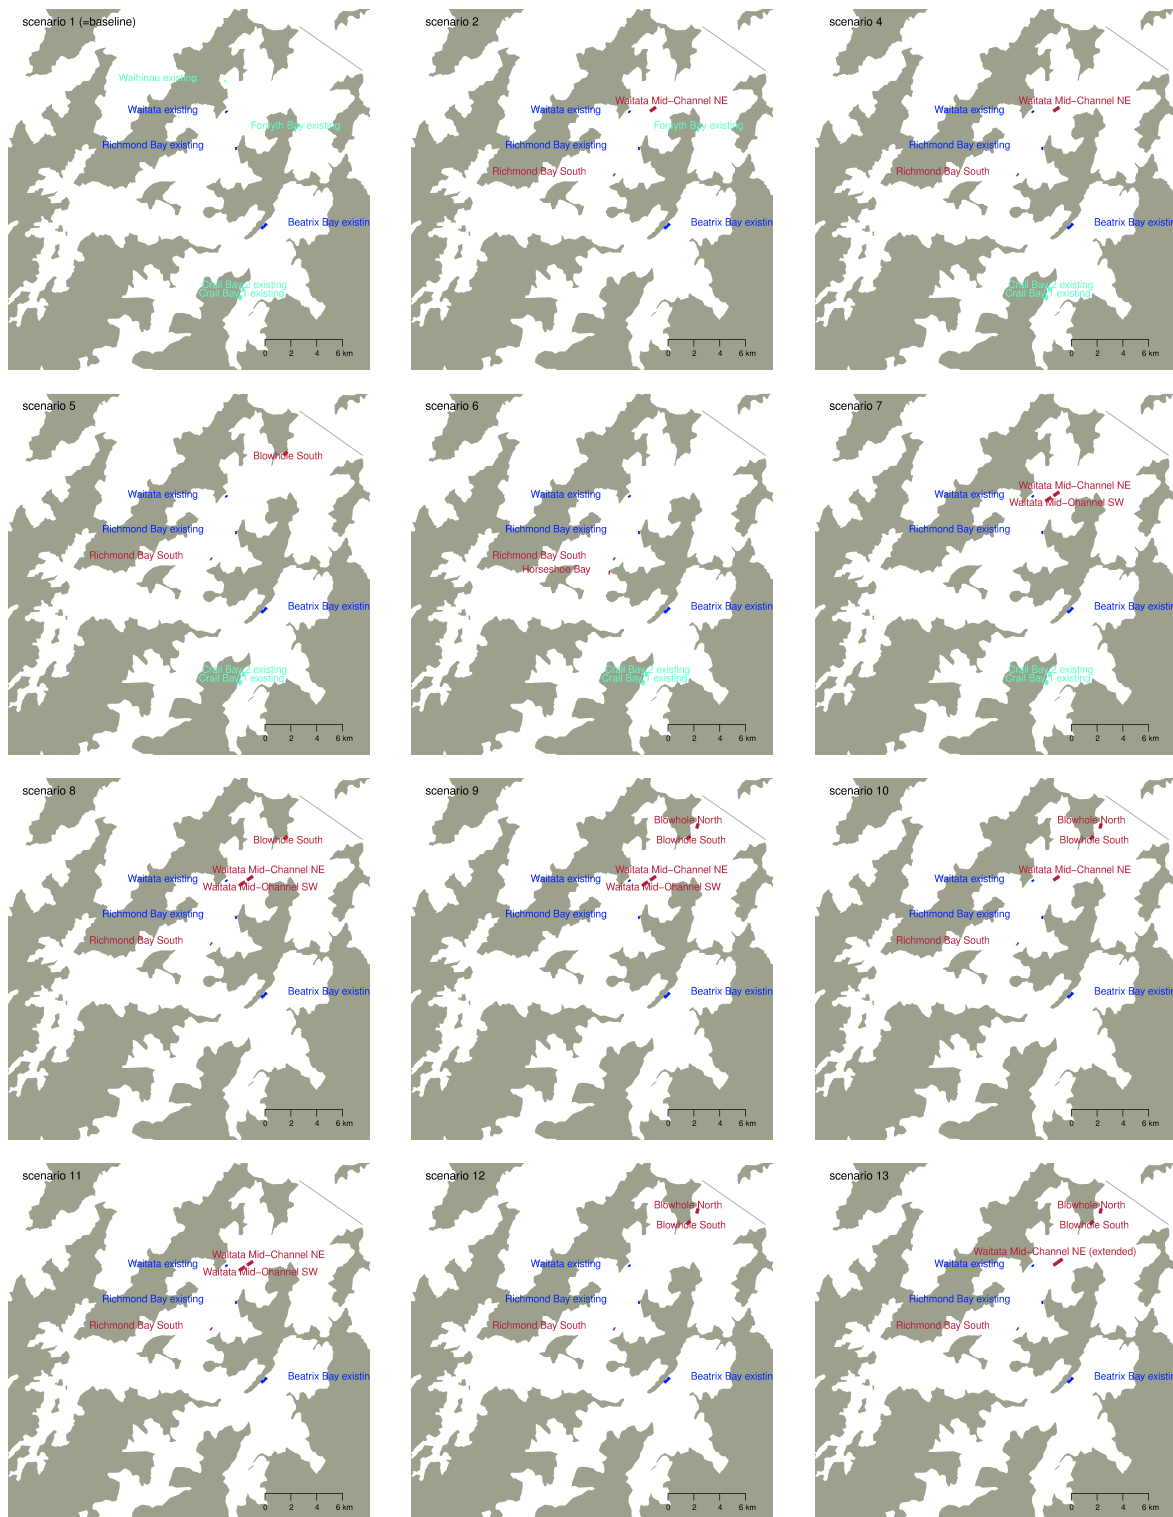 scenario 1 (=baseline)
Waihinau existing
Waitata existing
Forsyth Bay existing
Richmond Bay existing
Beatrix Bay existin
Crail Bay 2 existing
Crail Bay 1 existing
0 2 4 6 km
scenario 2
Waitata Mid−Channel NE
Waitata existing
Forsyth Bay existing
Richmond Bay existing
Richmond Bay South
Beatrix Bay existin
0 2 4 6 km
scenario 4
Waitata Mid−Channel NE
Waitata existing
Richmond Bay existing
Richmond Bay South
Beatrix Bay existin
Crail Bay 2 existing
Crail Bay 1 existing
0 2 4 6 km
scenario 5
Blowhole South
Waitata existing
Richmond Bay existing
Richmond Bay South
Beatrix Bay existin
Crail Bay 2 existing
Crail Bay 1 existing
0 2 4 6 km
scenario 6
Waitata existing
Richmond Bay existing
Richmond Bay South
Horseshoe Bay
Beatrix Bay existin
Crail Bay 2 existing
Crail Bay 1 existing
0 2 4 6 km
scenario 7
Waitata Mid−Channel NE
Waitata existing
Waitata Mid−Channel SW
Richmond Bay existing
Beatrix Bay existin
Crail Bay 2 existing
Crail Bay 1 existing
0 2 4 6 km
scenario 8
Blowhole South
Waitata Mid−Channel NE
Waitata existing
Waitata Mid−Channel SW
Richmond Bay existing
Richmond Bay South
Beatrix Bay existin
0 2 4 6 km
scenario 9
Blowhole North
Blowhole South
Waitata Mid−Channel NE
Waitata existing
Waitata Mid−Channel SW
Richmond Bay existing
Beatrix Bay existin
0 2 4 6 km
scenario 10
Blowhole North
Blowhole South
Waitata Mid−Channel NE
Waitata existing
Richmond Bay existing
Richmond Bay South
Beatrix Bay existin
0 2 4 6 km
scenario 11
Waitata Mid−Channel NE
Waitata existing
Waitata Mid−Channel SW
Richmond Bay existing
Richmond Bay South
Beatrix Bay existin
0 2 4 6 km
scenario 12
Blowhole North
Blowhole South
Waitata existing
Richmond Bay existing
Richmond Bay South
Beatrix Bay existin
0 2 4 6 km
scenario 13
Blowhole North
Blowhole South
Waitata Mid−Channel NE (extended)
Waitata existing
Richmond Bay existing
Richmond Bay South
Beatrix Bay existin
0 2 4 6 km